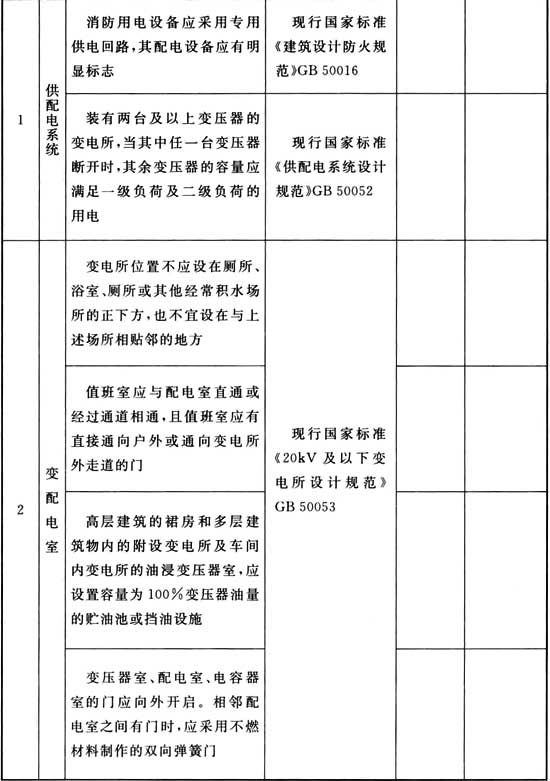 1
供配电系统
消防用电设备应采用专用
供电回路,其配电设备应有明
显标志
现行国家标准
《建筑设计防火规
范》GB 50016
装有两台及以上变压器的
变电所,当其中任一台变压器
断开时,其余变压器的容量应
满足一级负荷及二级负荷的
用电
现行国家标准
《供配电系统设计
规范》GB 50052
2
变配电室
变电所位置不应设在厕所、
浴室、厕所或其他经常积水场
所的正下方,也不宜设在与上
述场所相贴邻的地方
值班室应与配电室直通或
经过通道相通,且值班室应有
直接通向户外或通向变电所
外走道的门
高层建筑的裙房和多层建
筑物内的附设变电所及车间
内变电所的油浸变压器室,应
设置容量为100%变压器油量
的贮油池或挡油设施
变压器室、配电室、电容器
室的门应向外开启。相邻配
电室之间有门时,应采用不燃
材料制作的双向弹簧门
现行国家标准
《20kV 及以下变
电所设计规范》
GB 50053